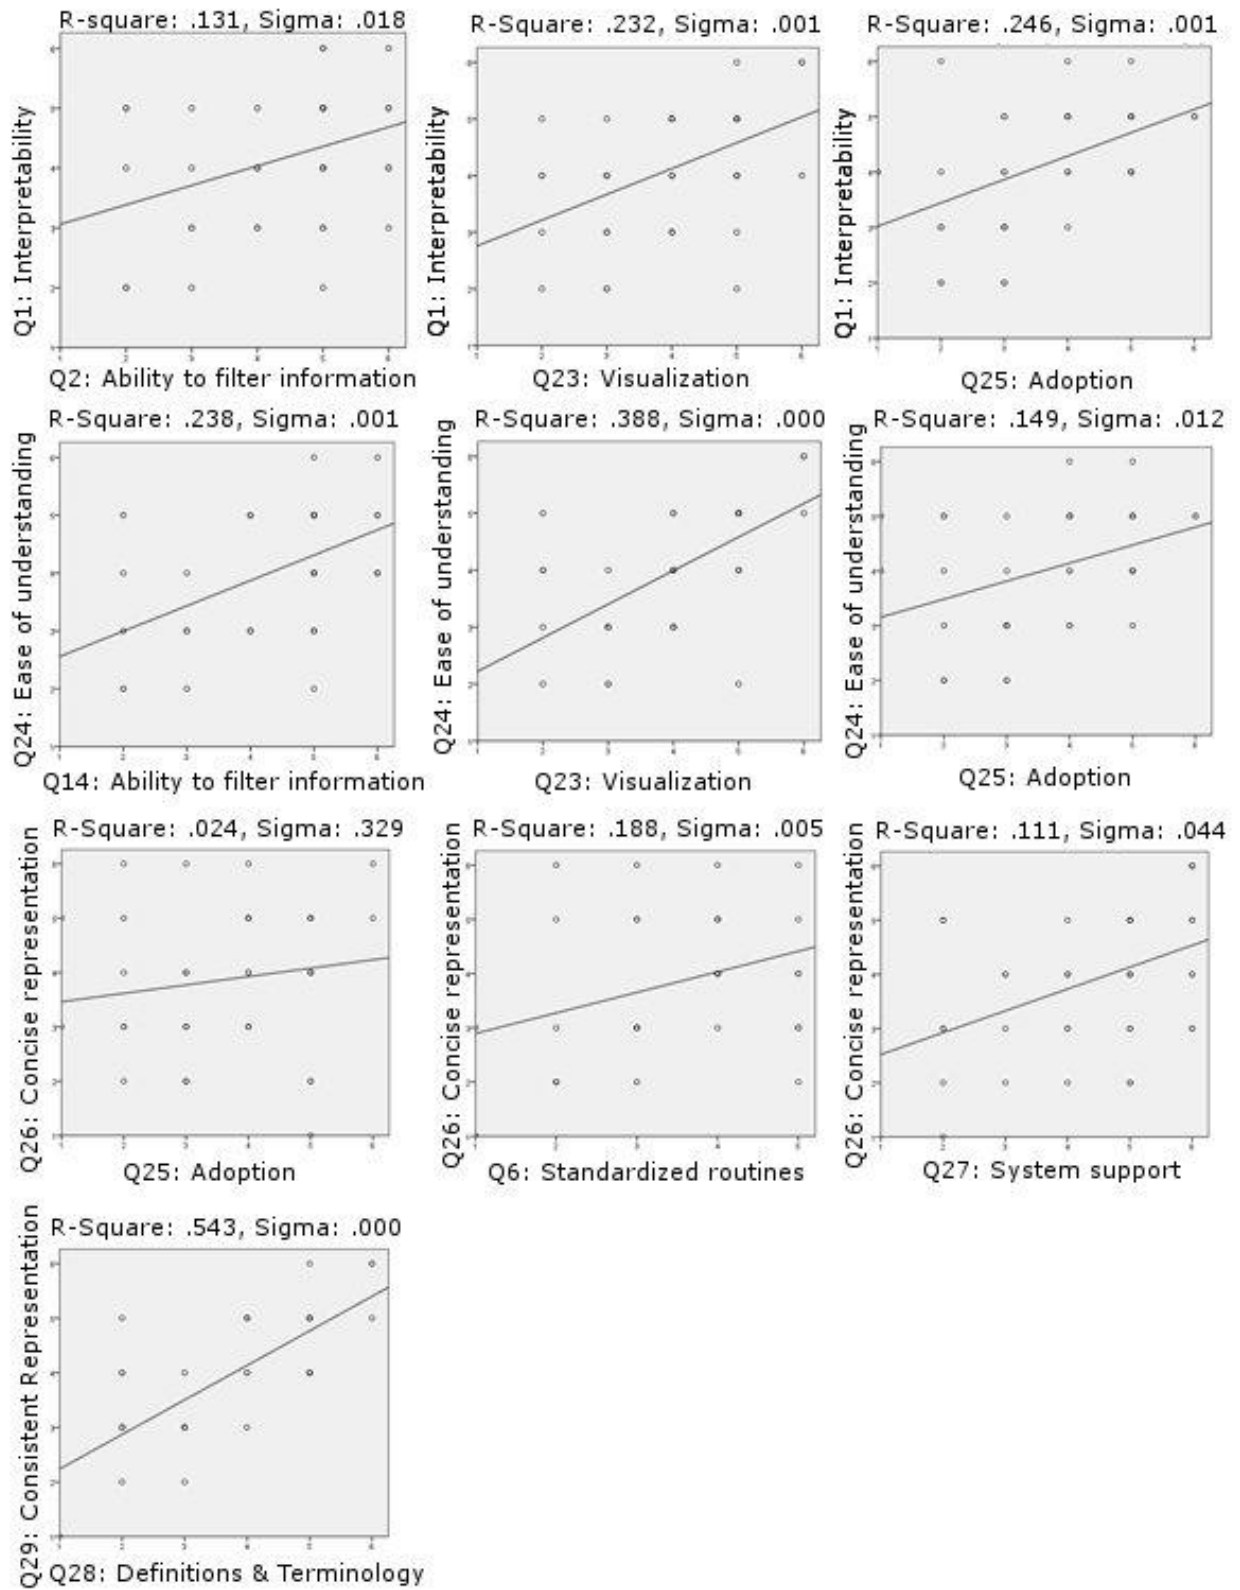 R-square: .131, Sigma: .018
R-Square: .232, Sigma: .001
R-Square: .246, Sigma: .001
Q1: Interpretability
Q1: Interpretability
Q1: Interpretability
Q2: Ability to filter information
Q23: Visualization
Q25: Adoption
R-Square: .238, Sigma: .001
R-Square: .388, Sigma: .000
R-Square: .149, Sigma: .012
Q24: Ease of understanding
Q24: Ease of understanding
Q24: Ease of understanding
Q14: Ability to filter information
Q23: Visualization
Q25: Adoption
R-Square: .024, Sigma: .329
R-Square: .188, Sigma: .005
R-Square: .111, Sigma: .044
Q26: Concise representation
Q26: Concise representation
Q26: Concise representation
Q25: Adoption
Q6: Standardized routines
Q27: System support
R-Square: .543, Sigma: .000
Q29: Consistent Representation
Q28: Definitions & Terminology